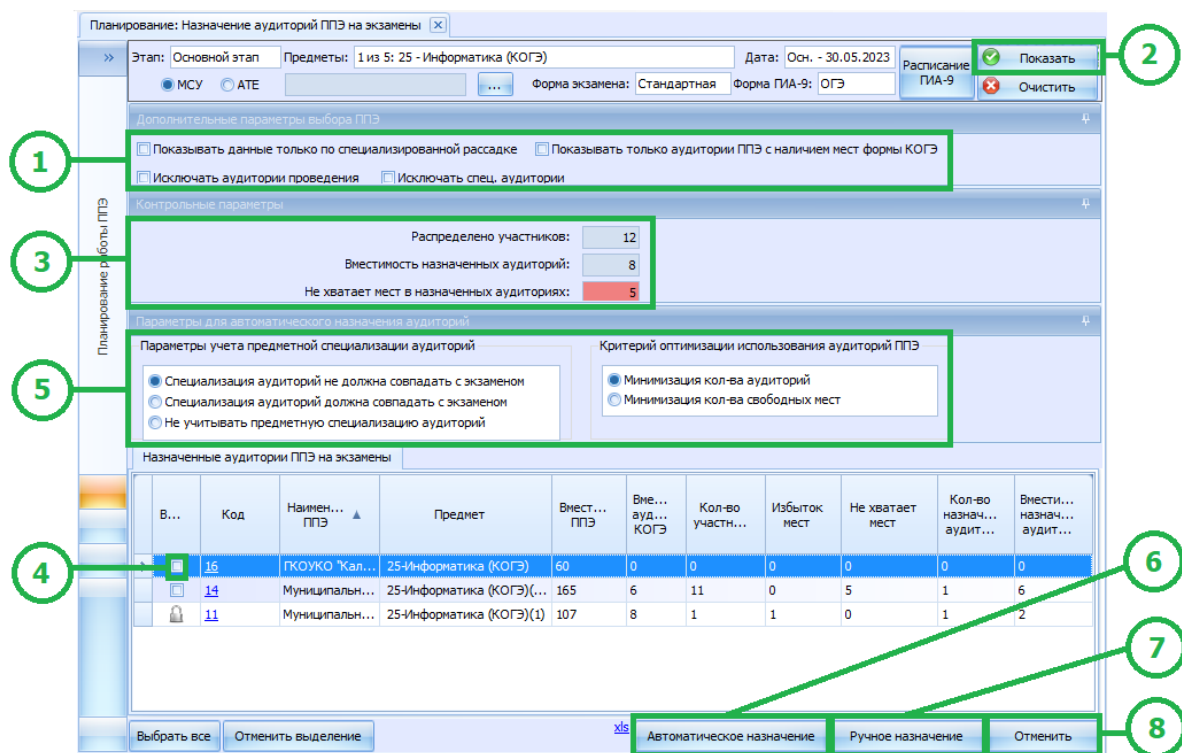 Планирование: Назначение аудиторий ППЭ на экзамены
Этап: Основной этап Предметы: 1 из 5: 25 - Информатика (КОГЭ) Дата: Осн. - 30.05.2023 Расписание ГИА-9 Показать 2
МСУ АТЕ ... Форма экзамена: Стандартная Форма ГИА-9: ОГЭ Очистить
Дополнительные параметры выбора ППЭ
1 Показывать данные только по специализированной рассадке Показывать только аудитории ППЭ с наличием мест формы КОГЭ
Исключать аудитории проведения Исключать спец. аудитории
Планирование работы ППЭ
Контрольные параметры
Распределено участников: 12
3 Вместимость назначенных аудиторий: 8
Не хватает мест в назначенных аудиториях: 5
Параметры для автоматического назначения аудиторий
Параметры учета предметной специализации аудиторий Критерий оптимизации использования аудиторий ППЭ
5 Специализация аудиторий не должна совпадать с экзаменом Минимизация кол-ва аудиторий
Специализация аудиторий должна совпадать с экзаменом Минимизация кол-ва свободных мест
Не учитывать предметную специализацию аудиторий
Назначенные аудитории ППЭ на экзамены
В... Код Наимен... ППЭ Предмет Вмест... ППЭ Вме... ауд... КОГЭ Кол-во участн... Избыток мест Не хватает мест Кол-во назнач... аудит... Вмести... назнач... аудит...
4 16 ГКОУКО "Кал... 25-Информатика (КОГЭ) 60 0 0 0 0 0 0 6
14 Муниципальн... 25-Информатика (КОГЭ)(... 165 6 11 0 5 1 6
11 Муниципальн... 25-Информатика (КОГЭ)(1) 107 8 1 1 0 1 2
7
Выбрать все Отменить выделение xls Автоматическое назначение Ручное назначение Отменить 8